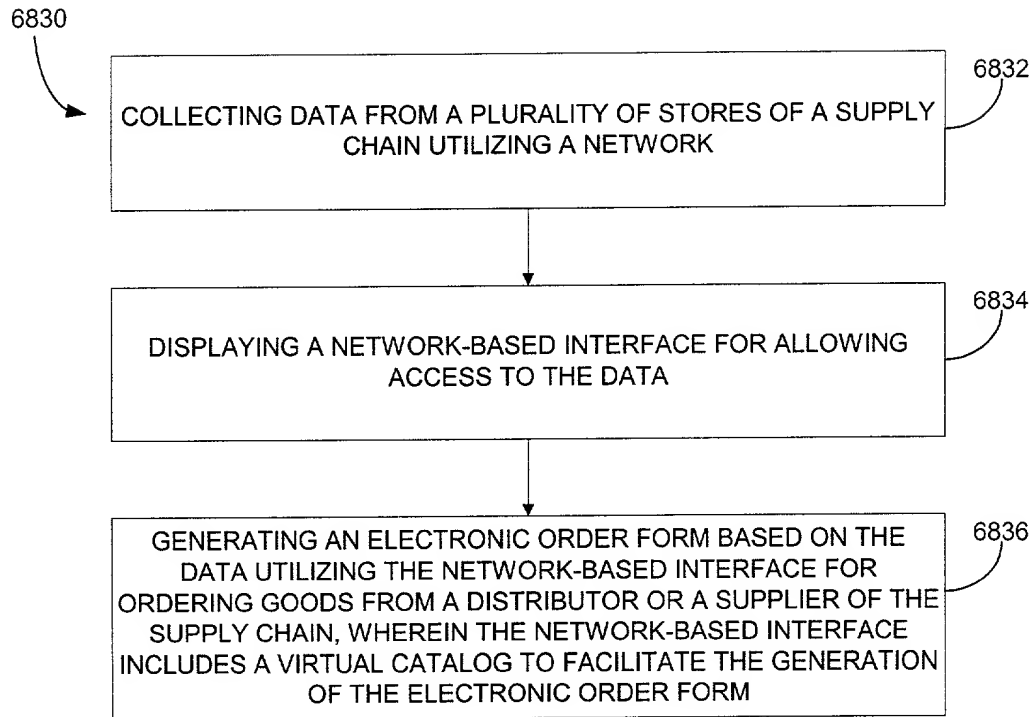 6830
6832
COLLECTING DATA FROM A PLURALITY OF STORES OF A SUPPLY
CHAIN UTILIZING A NETWORK
6834
DISPLAYING A NETWORK-BASED INTERFACE FOR ALLOWING
ACCESS TO THE DATA
6836
GENERATING AN ELECTRONIC ORDER FORM BASED ON THE
DATA UTILIZING THE NETWORK-BASED INTERFACE FOR
ORDERING GOODS FROM A DISTRIBUTOR OR A SUPPLIER OF THE
SUPPLY CHAIN, WHEREIN THE NETWORK-BASED INTERFACE
INCLUDES A VIRTUAL CATALOG TO FACILITATE THE GENERATION
OF THE ELECTRONIC ORDER FORM